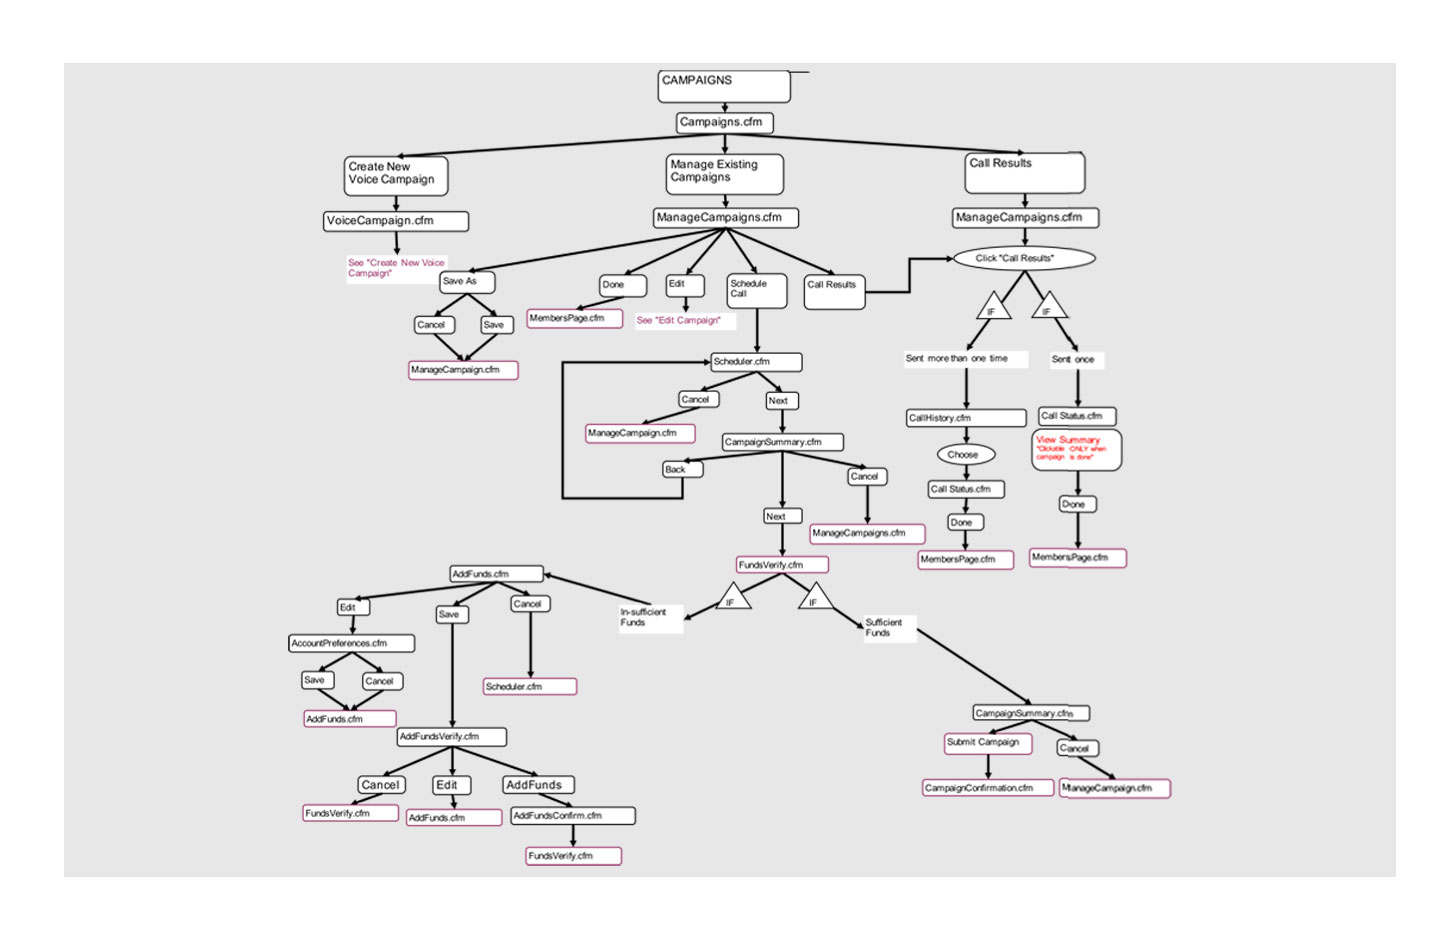 CAMPAIGNS
Campaigns.cfm
Create New
Voice Campaign
Manage Existing
Campaigns
Call Results
VoiceCampaign.cfm
ManageCampaigns.cfm
ManageCampaigns.cfm
See "Create New Voice
Campaign"
Click "Call Results"
Save As
Done
Edit
Schedule
Call
Call Results
IF
IF
Cancel
Save
MembersPage.cfm
See "Edit Campaign"
ManageCampaign.cfm
Scheduler.cfm
Sent more than one time
Sent once
Cancel
Next
CallHistory.cfm
Call Status.cfm
ManageCampaign.cfm
CampaignSummary.cfm
View Summary
"Clickable ONLY when
campaign is done"
Choose
Back
Cancel
Call Status.cfm
Done
Next
Done
ManageCampaigns.cfm
MembersPage.cfm
MembersPage.cfm
FundsVerify.cfm
AddFunds.cfm
IF
IF
Edit
Save
Cancel
In-sufficient
Funds
Sufficient
Funds
AccountPreferences.cfm
Save
Cancel
Scheduler.cfm
AddFunds.cfm
CampaignSummary.cfm
AddFundsVerify.cfm
Submit Campaign
Cancel
Cancel
Edit
AddFunds
CampaignConfirmation.cfm
ManageCampaign.cfm
FundsVerify.cfm
AddFunds.cfm
AddFundsConfirm.cfm
FundsVerify.cfm